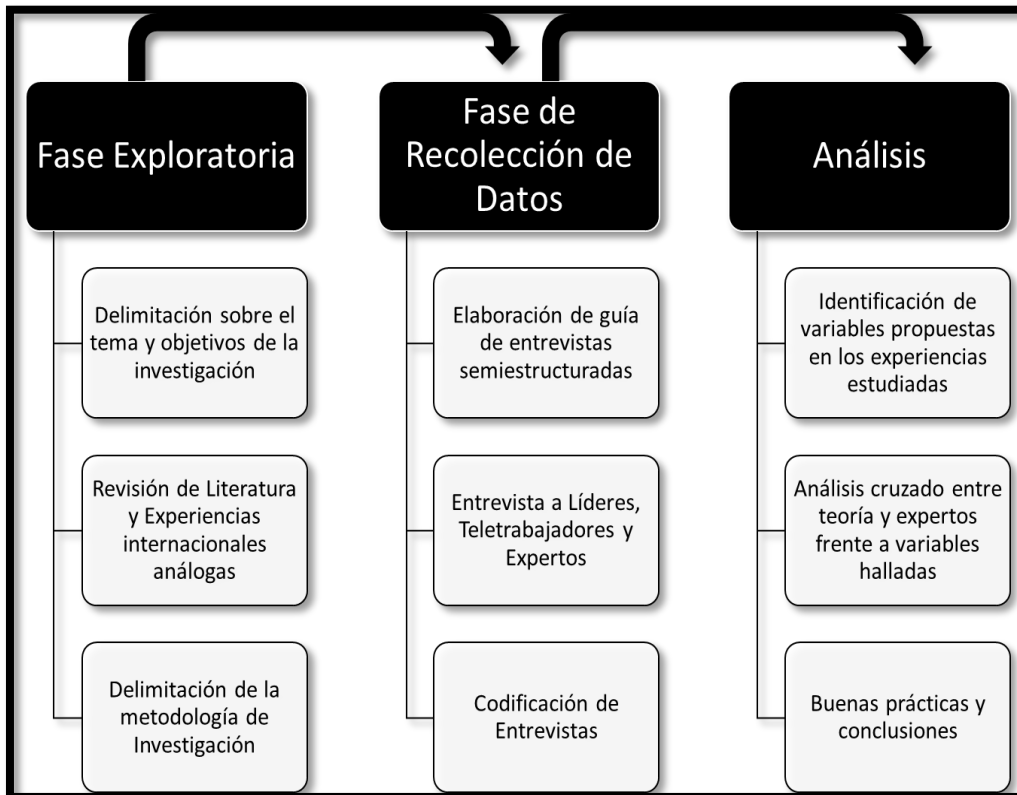 Fase Exploratoria
Delimitación sobre el
tema y objetivos de la
investigación
Revisión de Literatura
y Experiencias
internacionales
análogas
Delimitación de la
metodología de
Investigación
Fase de
Recolección de
Datos
Elaboración de guía
de entrevistas
semiestructuradas
Entrevista a Líderes,
Teletrabajadores y
Expertos
Codificación de
Entrevistas
Análisis
Identificación de
variables propuestas
en los experiencias
estudiadas
Análisis cruzado entre
teoría y expertos
frente a variables
halladas
Buenas prácticas y
conclusiones